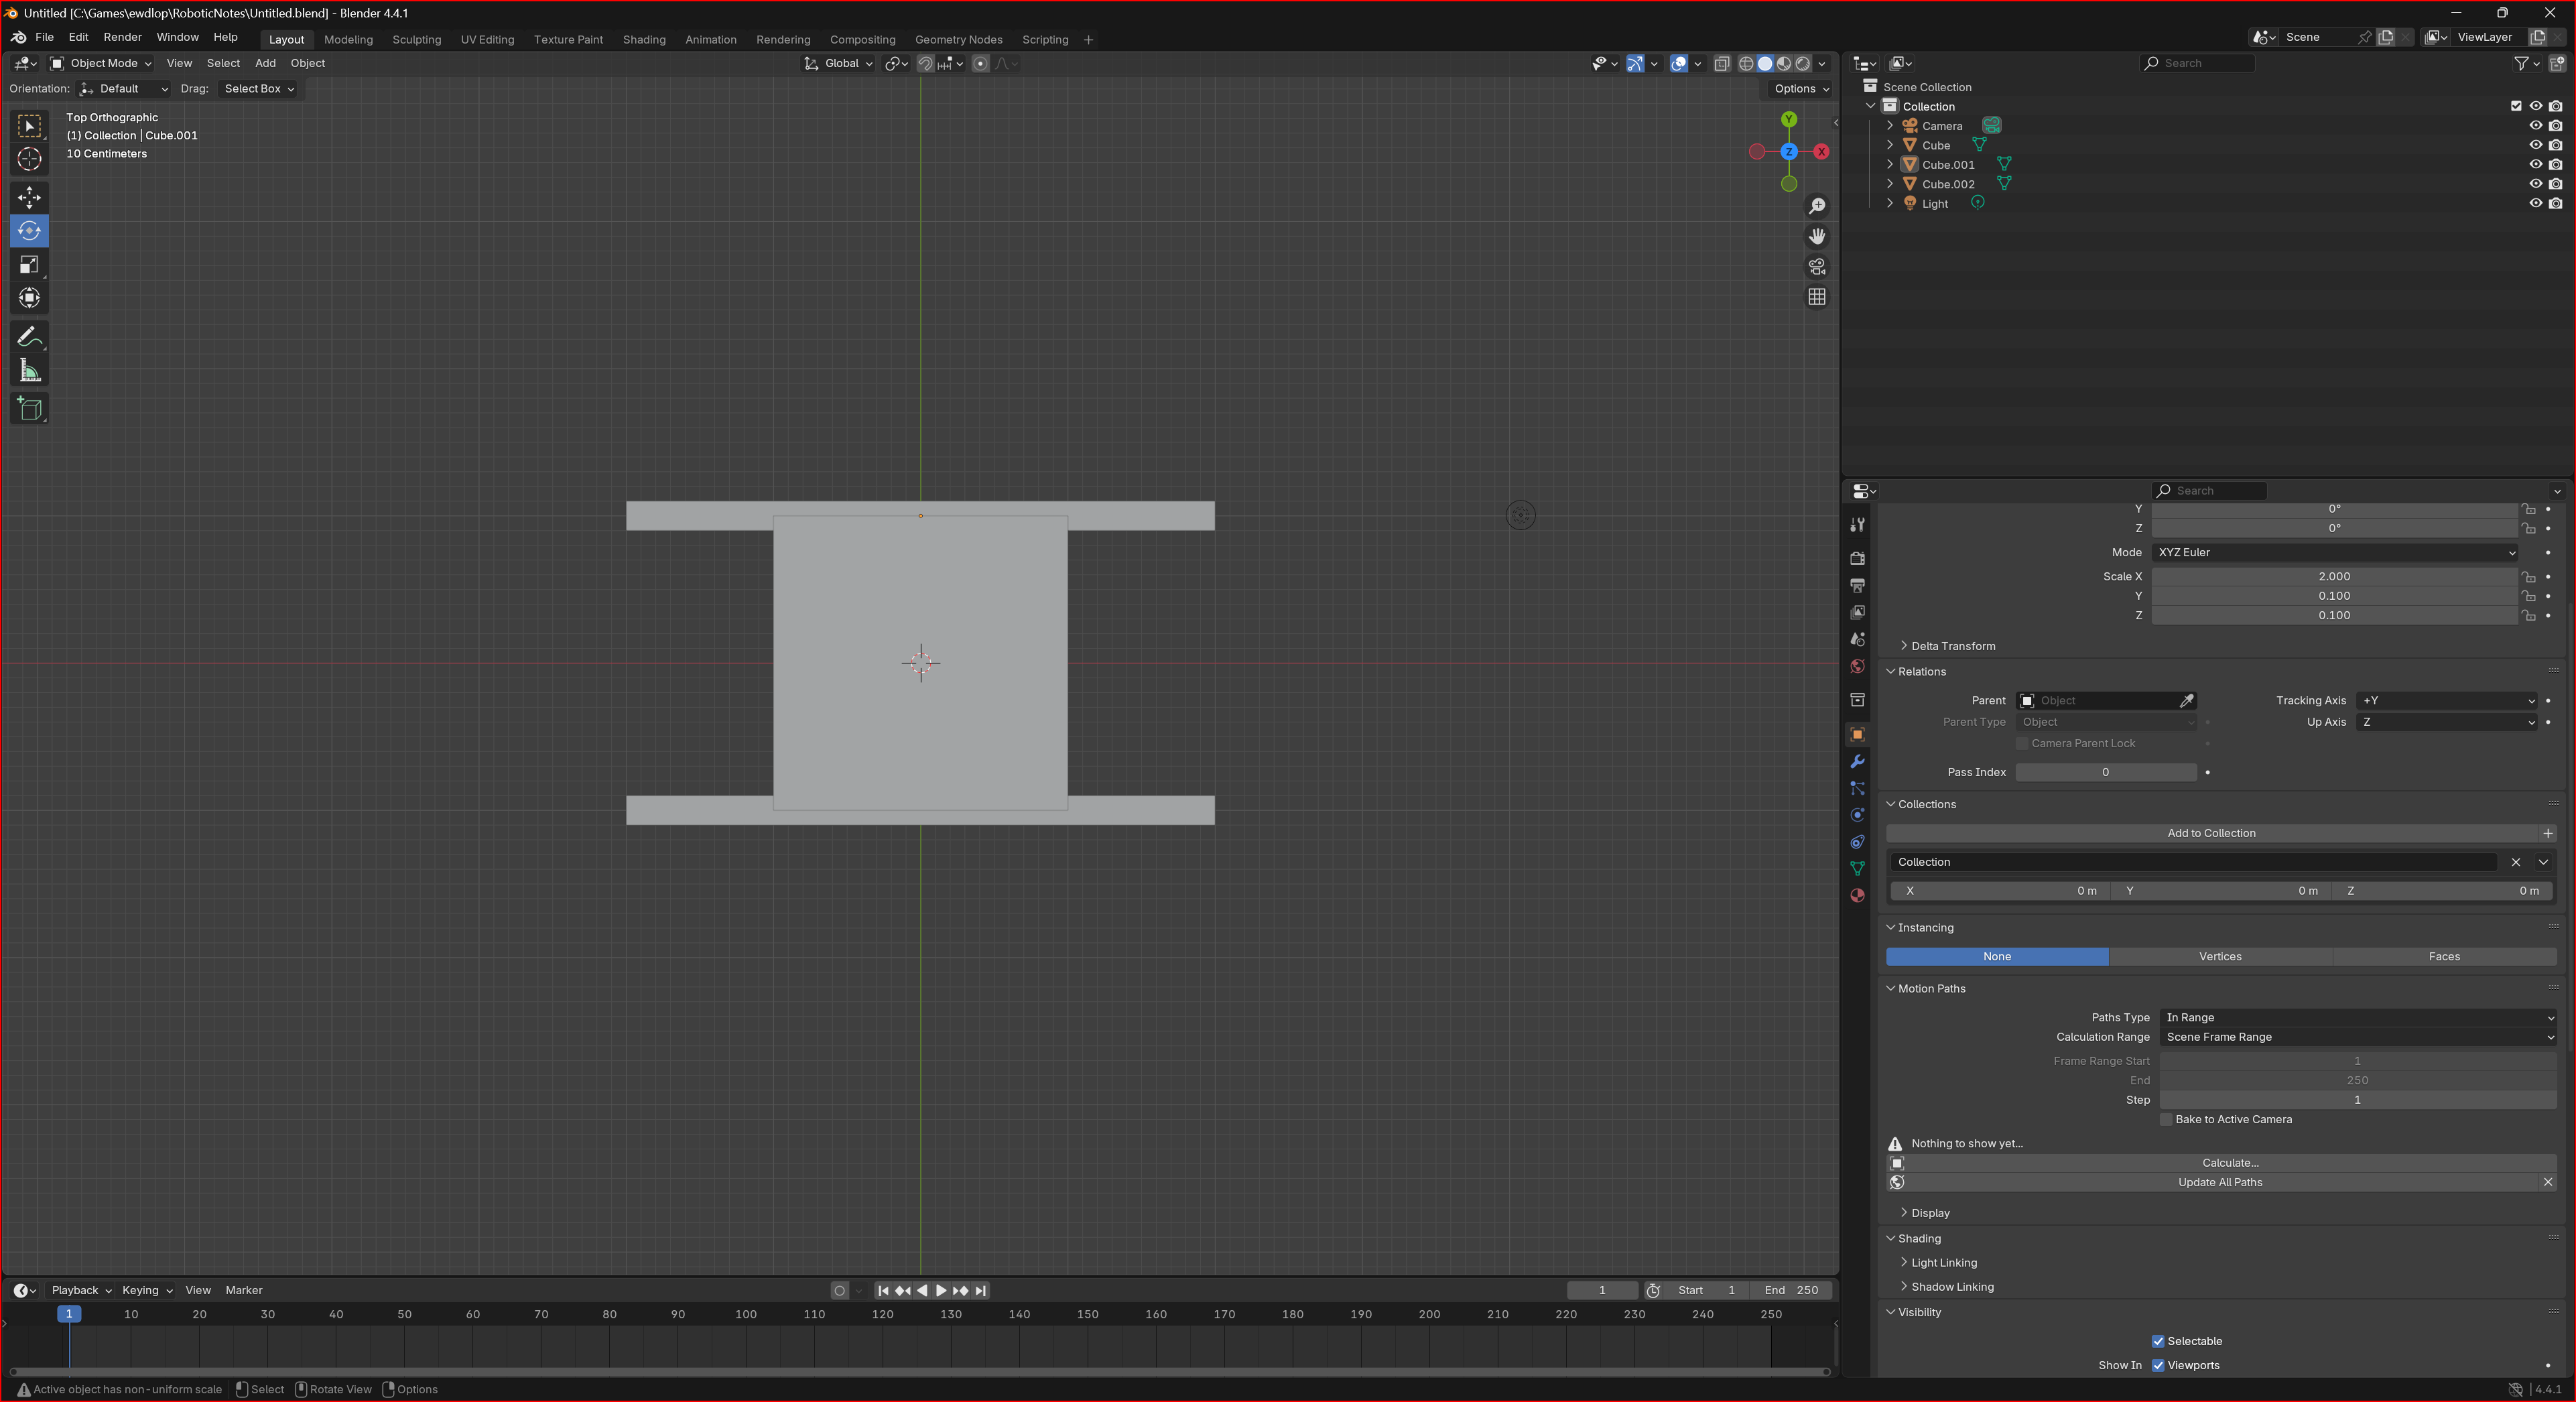 Untitled [C:\Games\ewdlop\RoboticNotes\Untitled.blend] - Blender 4.4.1
File Edit Render Window Help Layout Modeling Sculpting UV Editing Texture Paint Shading Animation Rendering Compositing Geometry Nodes Scripting + Scene ViewLayer
Object Mode View Select Add Object Global
Orientation: Default Drag: Select Box Options
Top Orthographic
(1) Collection | Cube.001
10 Centimeters
Y
Z X
Search
Scene Collection
Collection
Camera
Cube
Cube.001
Cube.002
Light
Search
Y 0°
Z 0°
Mode XYZ Euler
Scale X 2.000
Y 0.100
Z 0.100
Delta Transform
Relations
Parent Object Tracking Axis +Y
Parent Type Object Up Axis Z
Camera Parent Lock
Pass Index 0
Collections
Add to Collection
Collection
X 0 m Y 0 m Z 0 m
Instancing
None Vertices Faces
Motion Paths
Paths Type In Range
Calculation Range Scene Frame Range
Frame Range Start 1
End 250
Step 1
Bake to Active Camera
Nothing to show yet...
Calculate...
Update All Paths
Display
Shading
Light Linking
Shadow Linking
Visibility
Selectable
Show In Viewports
Playback Keying View Marker 1 Start 1 End 250
1 10 20 30 40 50 60 70 80 90 100 110 120 130 140 150 160 170 180 190 200 210 220 230 240 250
Active object has non-uniform scale Select Rotate View Options 4.4.1